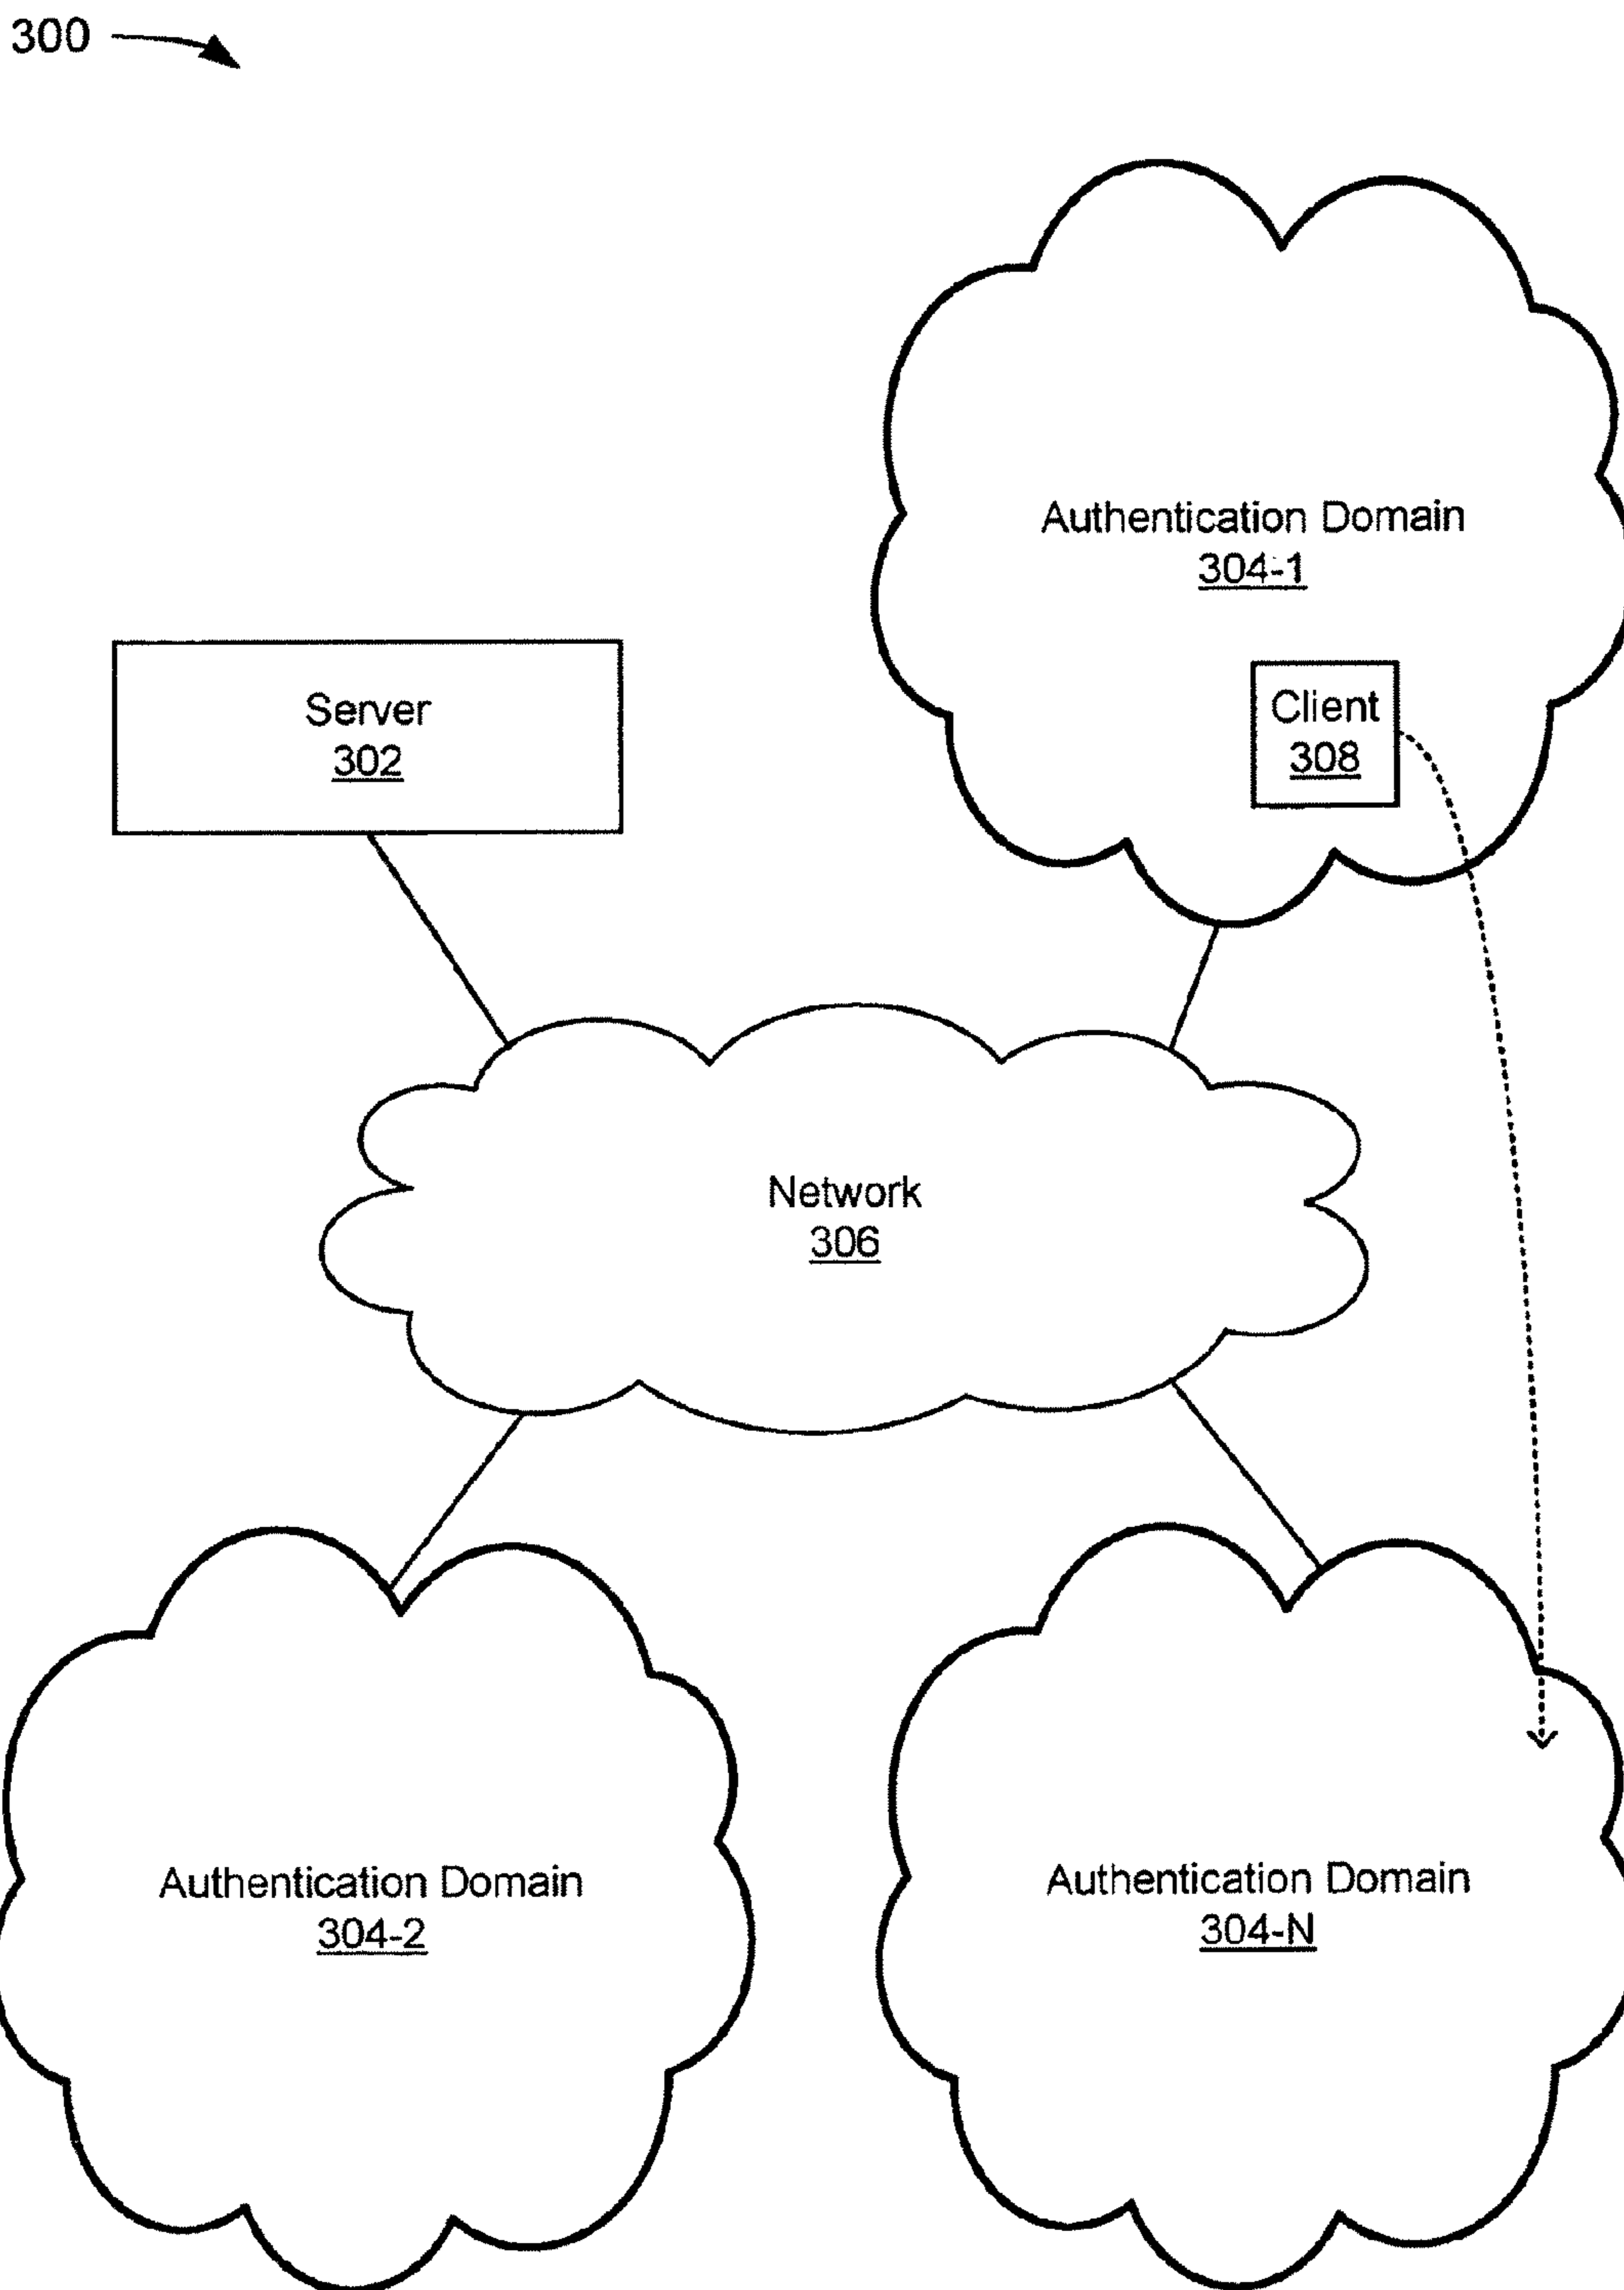 300
Authentication Domain
304-1
Server
302
Client
308
Network
306
Authentication Domain
304-2
Authentication Domain
304-N